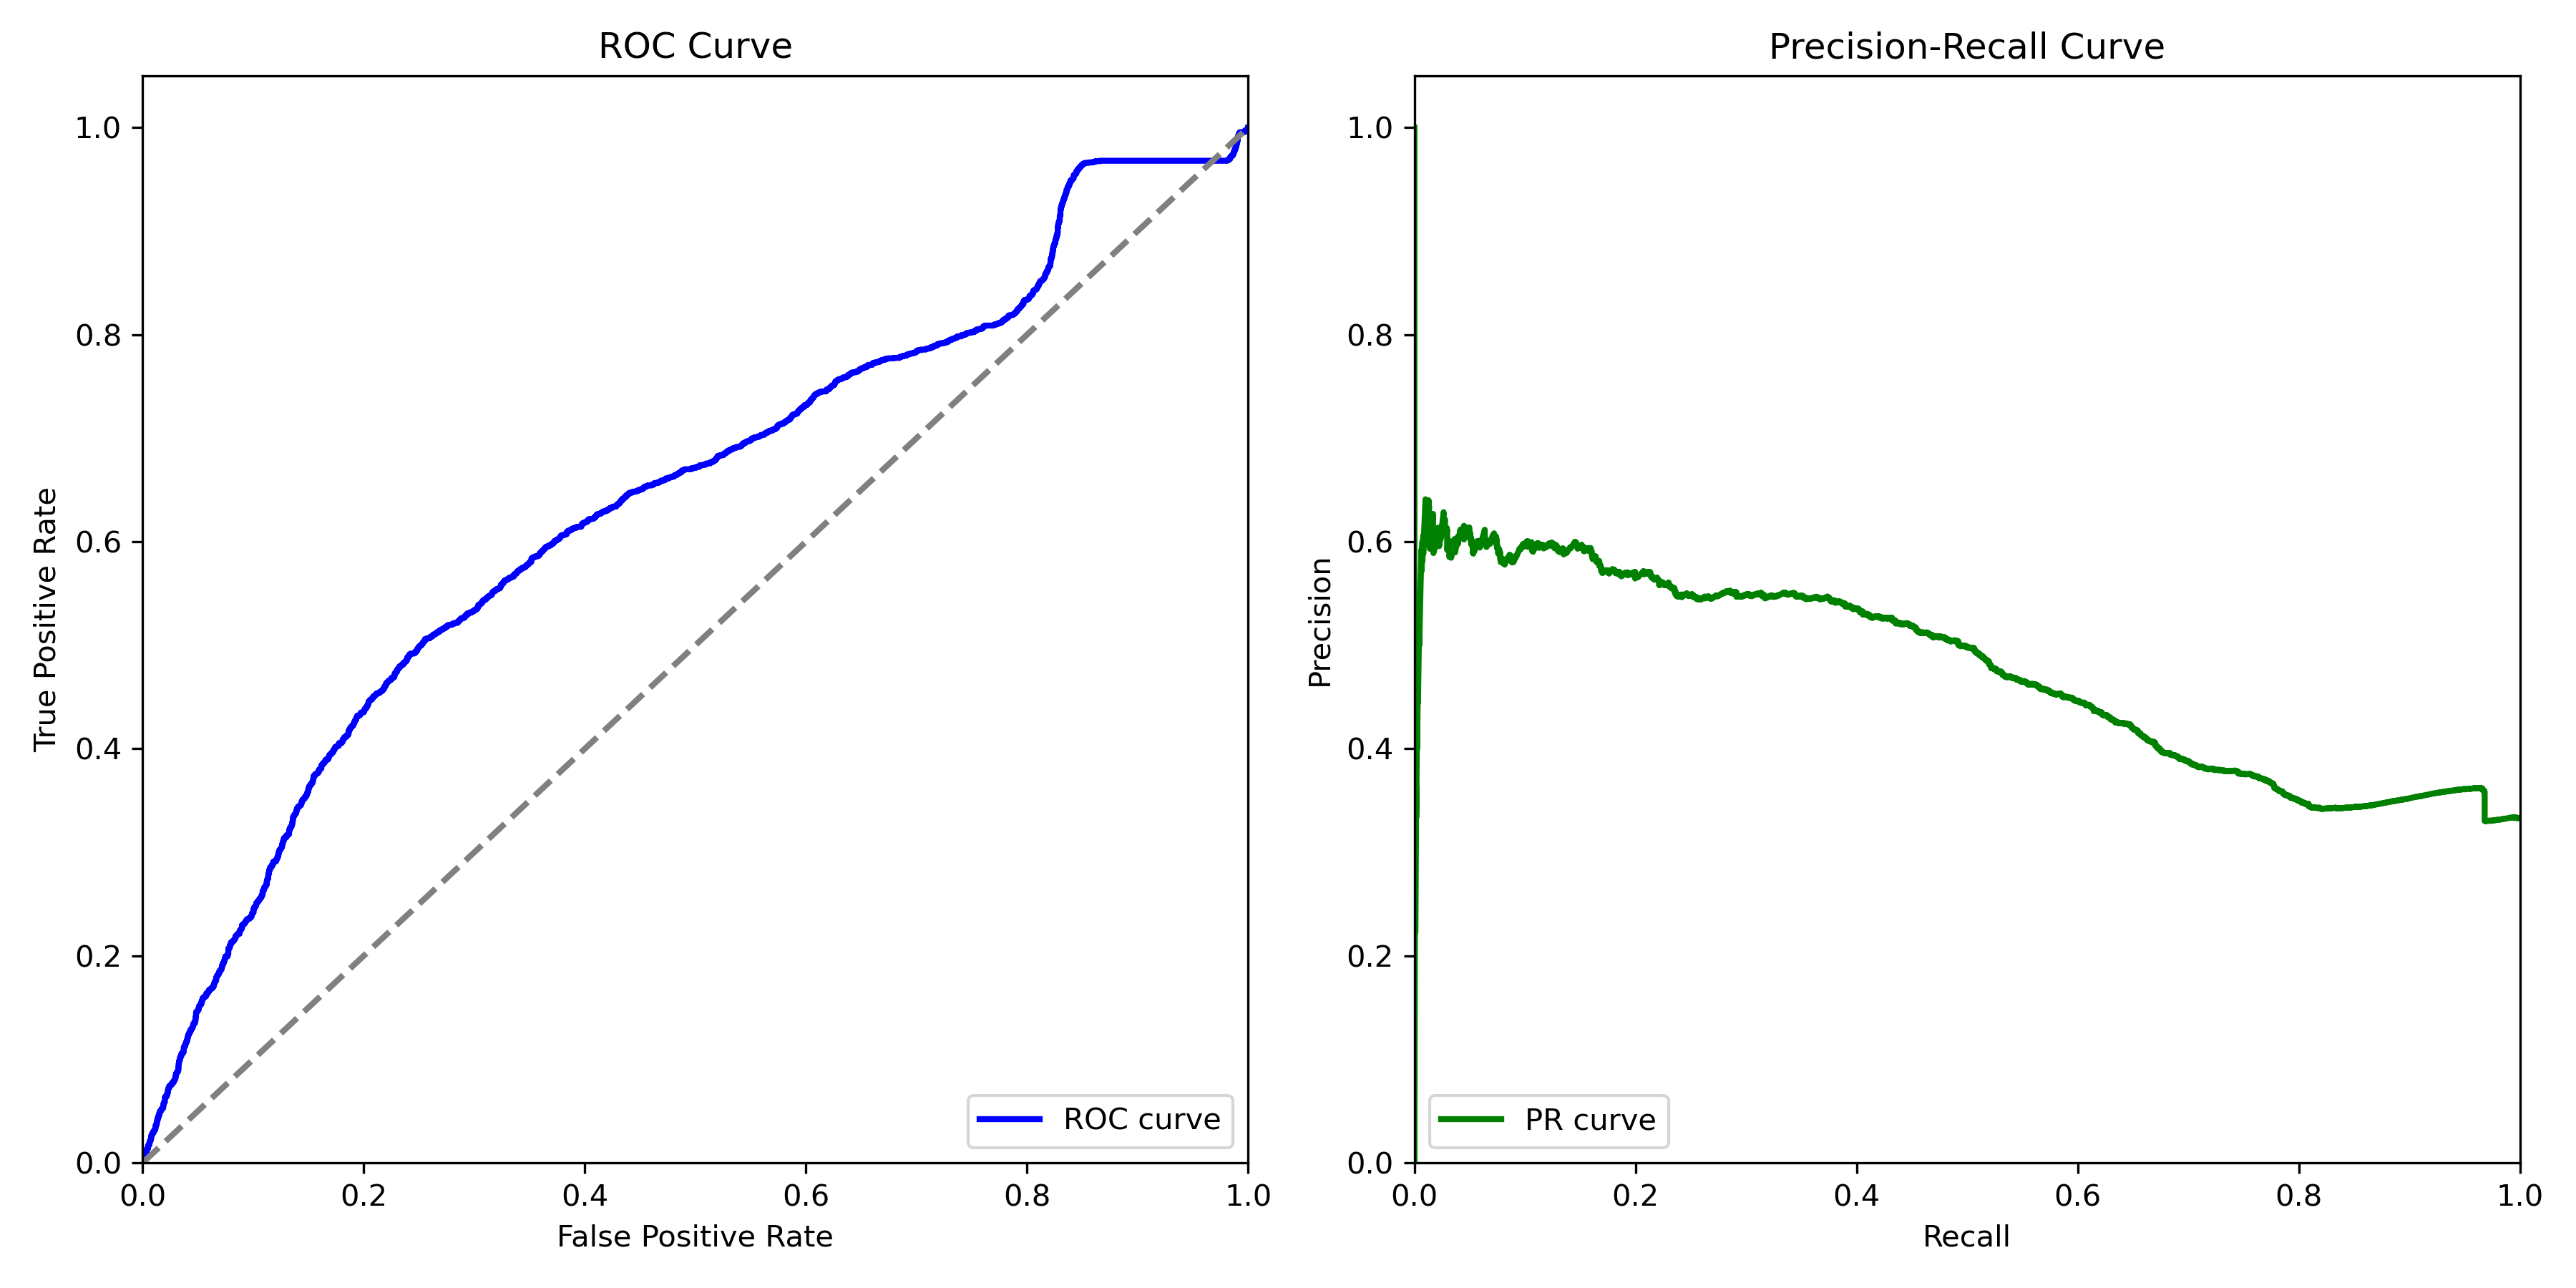 ROC Curve
1.0
0.8
0.6
0.4
0.2
0.0
True Positive Rate
0.0 0.2 0.4 0.6 0.8 1.0
False Positive Rate
ROC curve
Precision-Recall Curve
1.0
0.8
0.6
0.4
0.2
0.0
Precision
0.0 0.2 0.4 0.6 0.8 1.0
Recall
PR curve